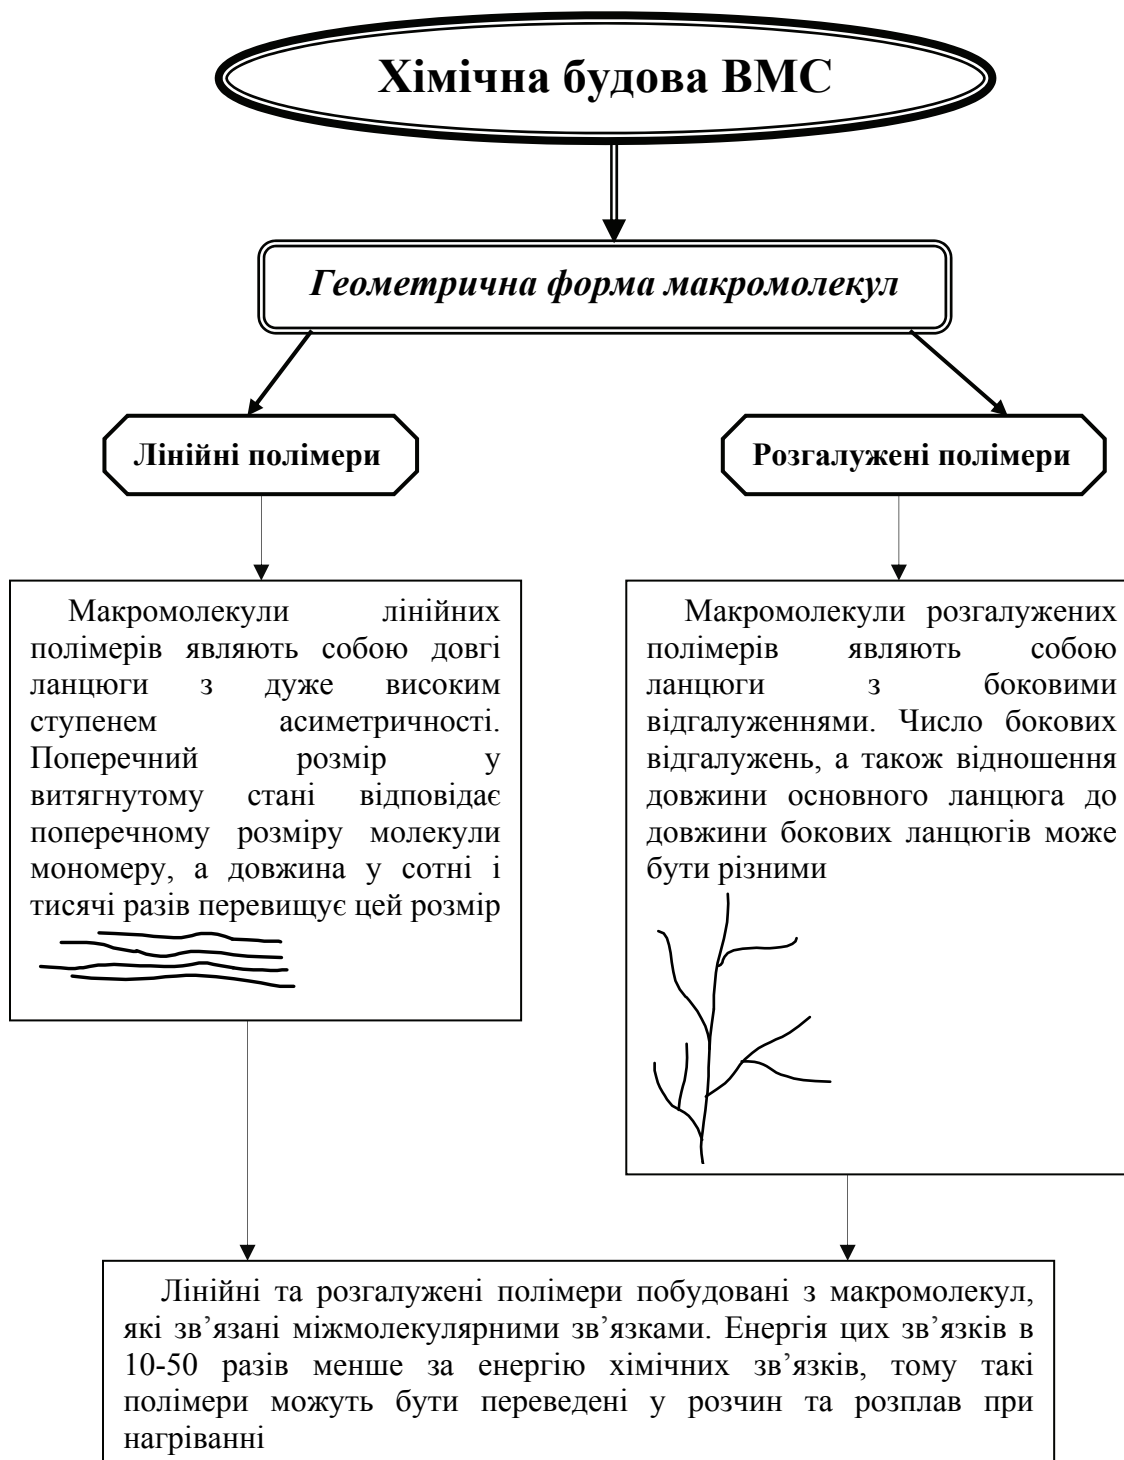 Хімічна будова ВМС
Геометрична форма макромолекул
Лінійні полімери
Розгалужені полімери
Макромолекули лінійних
полімерів являють собою довгі
ланцюги з дуже високим
ступенем асиметричності.
Поперечний розмір у
витягнутому стані відповідає
поперечному розміру молекули
мономеру, а довжина у сотні і
тисячі разів перевищує цей розмір
Макромолекули розгалужених
полімерів являють собою
ланцюги з боковими
відгалуженнями. Число бокових
відгалужень, а також відношення
довжини основного ланцюга до
довжини бокових ланцюгів може
бути різними
Лінійні та розгалужені полімери побудовані з макромолекул,
які зв’язані міжмолекулярними зв’язками. Енергія цих зв’язків в
10-50 разів менше за енергію хімічних зв’язків, тому такі
полімери можуть бути переведені у розчин та розплав при
нагріванні